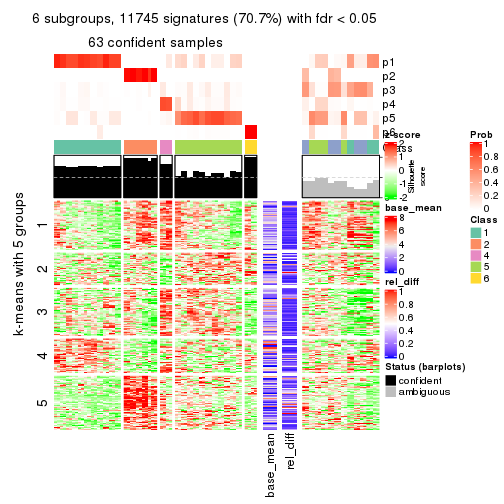 6 subgroups, 11745 signatures (70.7%) with fdr < 0.05
63 confident samples
p1
p2
p3
p4
p5
p6
Class
Silhouette
score
k-means with 5 groups
1
2
3
4
5
base_mean
rel_diff
z-score
2
1
0
-1
-2
base_mean
8
6
4
2
0
rel_diff
1
0.8
0.6
0.4
0.2
0
Status (barplots)
confident
ambiguous
Prob
1
0.8
0.6
0.4
0.2
0
Class
1
2
4
5
6